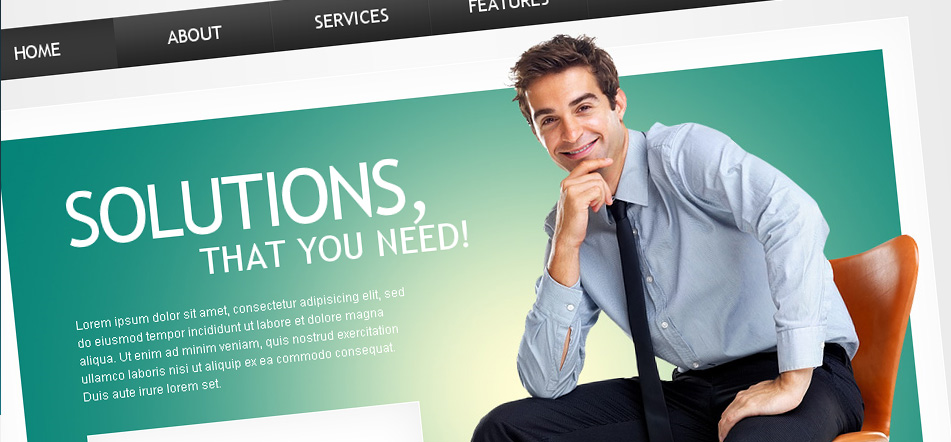 HOME ABOUT SERVICES FEATURES
SOLUTIONS,
THAT YOU NEED!
Lorem ipsum dolor sit amet, consectetur adipisicing elit, sed
do eiusmod tempor incididunt ut labore et dolore magna
aliqua. Ut enim ad minim veniam, quis nostrud exercitation
ullamco laboris nisi ut aliquip ex ea commodo consequat
Duis aute irure lorem set.